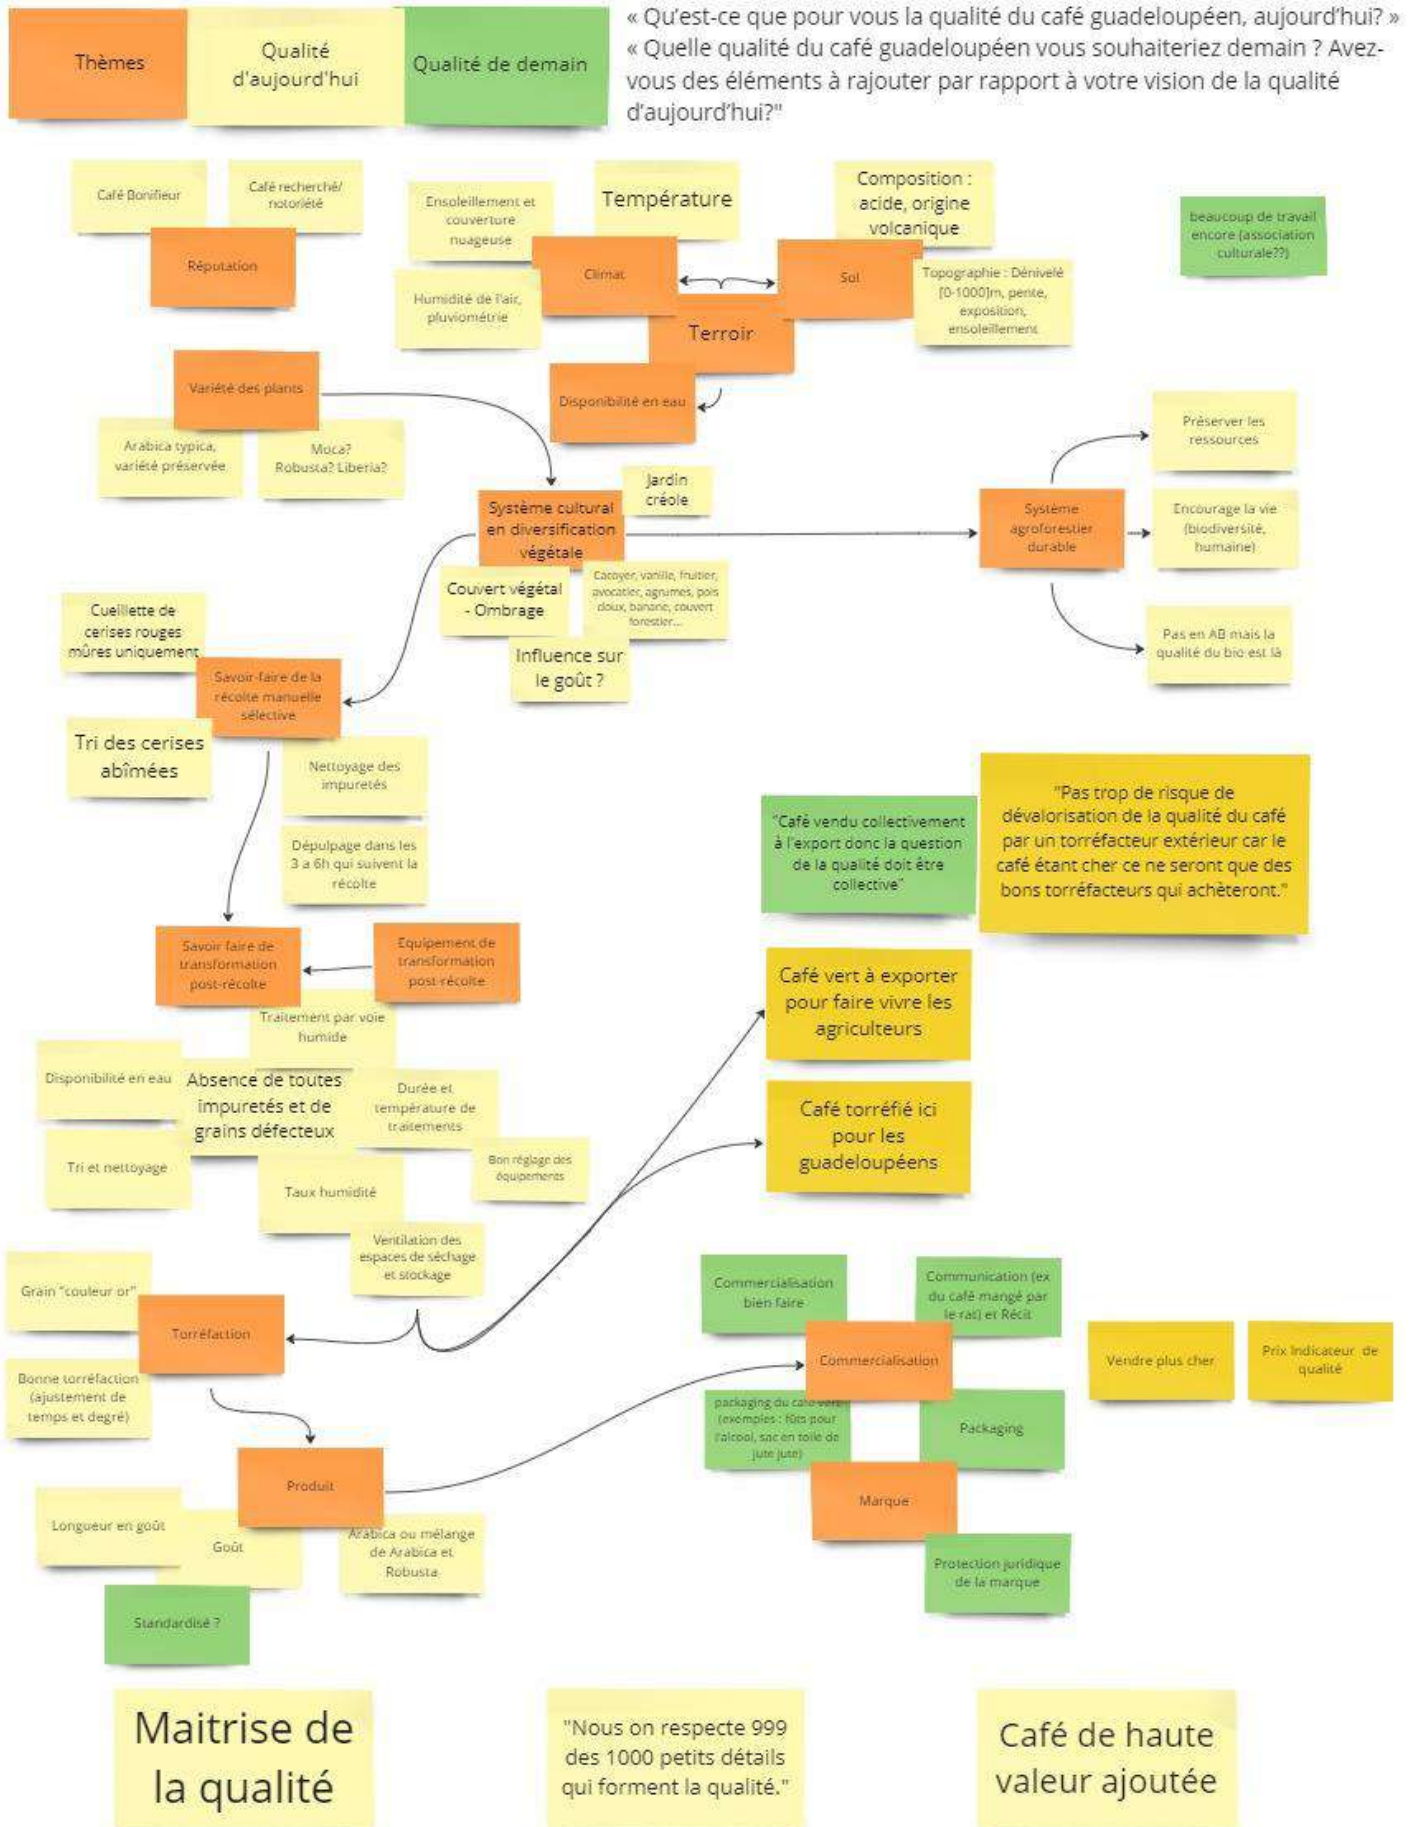 Thèmes
Qualité
d'aujourd'hui
Qualité de demain
« Qu'est-ce que pour vous la qualité du café guadeloupéen, aujourd'hui? »
« Quelle qualité du café guadeloupéen vous souhaiteriez demain ? Avez-
vous des éléments à rajouter par rapport à votre vision de la qualité
d'aujourd'hui?"
Café Bonifieur
Café recherché/
notoriété
Réputation
Ensoleillement et
couverture
nuageuse
Température
Composition :
acide, origine
volcanique
Climat
Sol
Humidité de l'air,
pluviométrie
Topographie : Dénivelé
[0-1000]m, pente,
exposition,
ensoleillement
Terroir
Disponibilité en eau
beaucoup de travail
encore (association
culturale??)
Variété des plants
Arabica typica,
variété préservée
Moca?
Robusta? Liberia?
Jardin
créole
Système cultural
en diversification
végétale
Couvert végétal
- Ombrage
Cacoyer, vanille, fruitier,
avocatier, agrumes, pois
doux, banane, couvert
forestier...
Influence sur
le goût ?
Système
agroforestier
durable
Préserver les
ressources
Encourage la vie
(biodiversité,
humaine)
Pas en AB mais la
qualité du bio est là
Cueillette de
cerises rouges
mûres uniquement
Savoir-faire de la
récolte manuelle
sélective
Tri des cerises
abîmées
Nettoyage des
impuretés
Dépulpage dans les
3 a 6h qui suivent la
récolte
"Café vendu collectivement
à l'export donc la question
de la qualité doit être
collective"
"Pas trop de risque de
dévalorisation de la qualité du café
par un torréfacteur extérieur car le
café étant cher ce ne seront que des
bons torréfacteurs qui achèteront."
Savoir faire de
transformation
post-récolte
Equipement de
transformation
post-récolte
Traitement par voie
humide
Disponibilité en eau
Absence de toutes
impuretés et de
grains défecteux
Durée et
température de
traitements
Tri et nettoyage
Taux humidité
Bon réglage des
équipements
Ventilation des
espaces de séchage
et stockage
Café vert à exporter
pour faire vivre les
agriculteurs
Café torréfié ici
pour les
guadeloupéens
Grain "couleur or"
Torréfaction
Bonne torréfaction
(ajustement de
temps et degré)
Produit
Longueur en goût
Goût
Arabica ou mélange
de Arabica et
Robusta
Standardisé ?
Commercialisation
bien faire
Communication (ex
du café mangé par
le rat) et Récit
Commercialisation
packaging du café vert
(exemples : fûts pour
l'alcool, sac en toile de
jute jute)
Packaging
Marque
Protection juridique
de la marque
Vendre plus cher
Prix Indicateur de
qualité
Maitrise de
la qualité
"Nous on respecte 999
des 1000 petits détails
qui forment la qualité."
Café de haute
valeur ajoutée